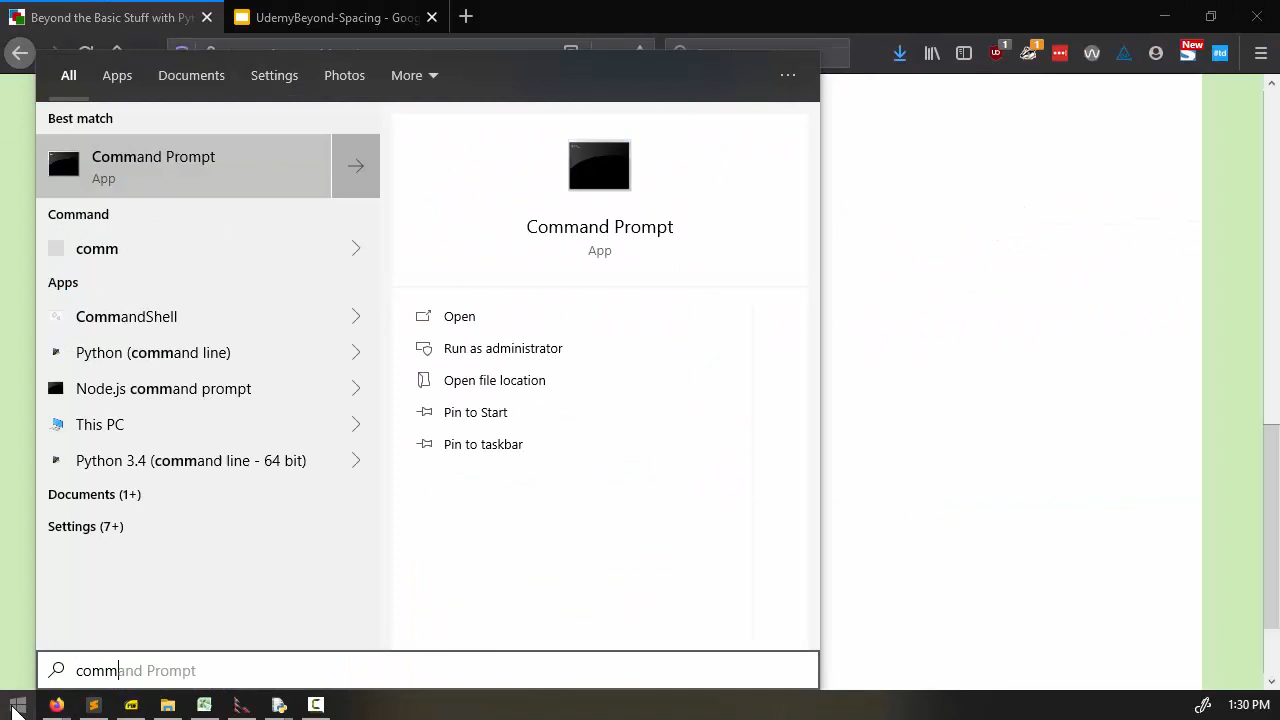 Beyond the Basic Stuff with Pyt
UdemyBeyond-Spacing - Goog
1
1
New
#td
All
Apps
Documents
Settings
Photos
More
Best match
Command Prompt
App
Command
comm
Apps
CommandShell
Python (command line)
Node.js command prompt
This PC
Python 3.4 (command line - 64 bit)
Documents (1+)
Settings (7+)
Command Prompt
App
Open
Run as administrator
Open file location
Pin to Start
Pin to taskbar
command Prompt
1:30 PM